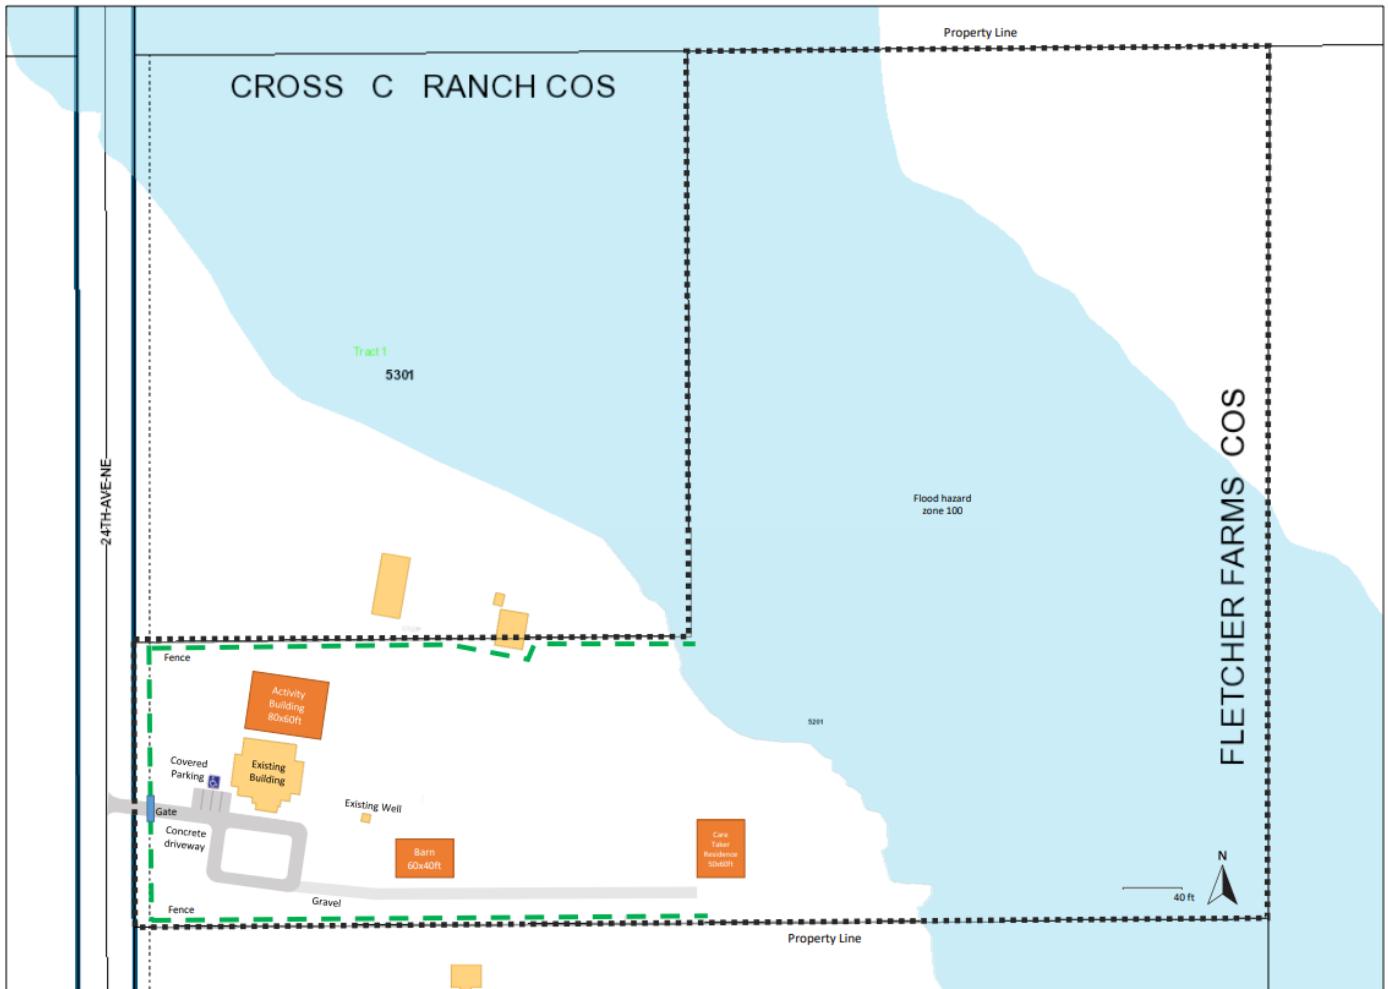 Property Line
CROSS C RANCH COS
Tract 1
5301
24TH-AVE-NE
Flood hazard
zone 100
FLETCHER FARMS COS
Fence
Activity
Building
80x60ft
5201
Covered
Parking
Existing
Building
Gate
Existing Well
Concrete
driveway
Barn
60x40ft
Care
Taker
Residence
50x60ft
N
40 ft
Gravel
Fence
Property Line